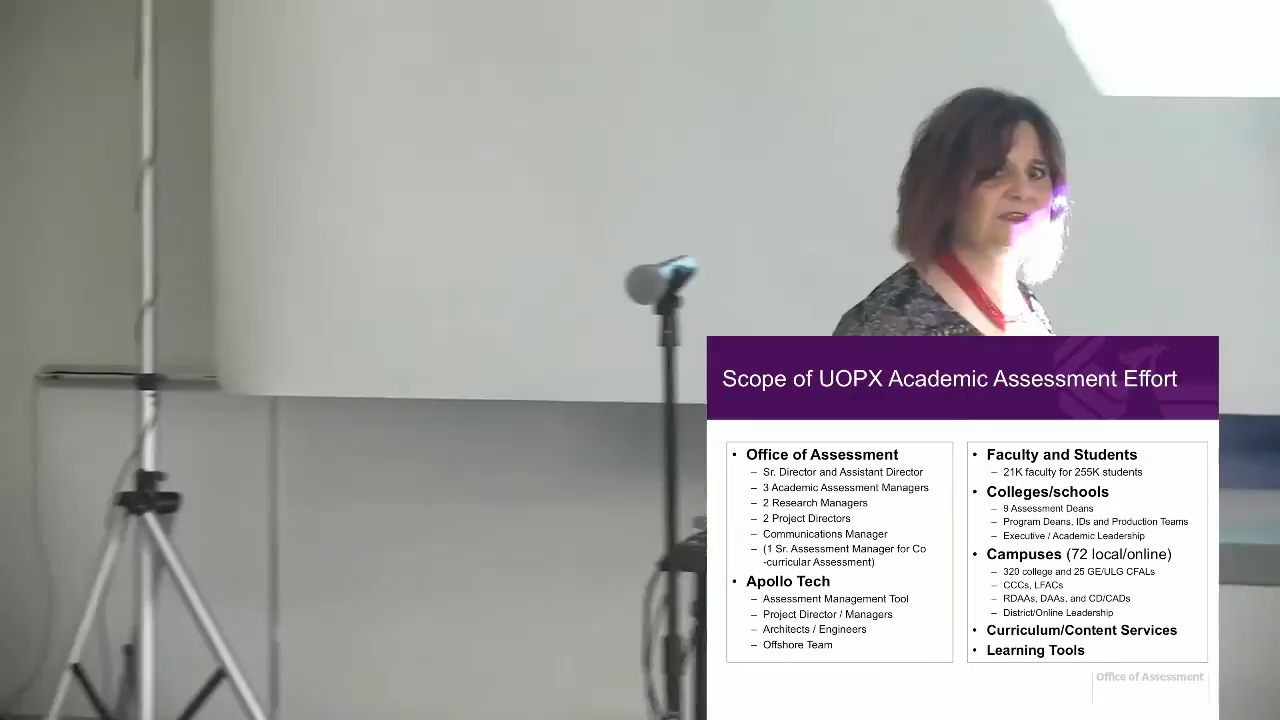 Scope of UOPX Academic Assessment Effort
• Office of Assessment
– Sr. Director and Assistant Director
– 3 Academic Assessment Managers
– 2 Research Managers
– 2 Project Directors
– Communications Manager
– (1 Sr. Assessment Manager for Co
-curricular Assessment)
• Apollo Tech
– Assessment Management Tool
– Project Director / Managers
– Architects / Engineers
– Offshore Team
• Faculty and Students
– 21K faculty for 255K students
• Colleges/schools
– 9 Assessment Deans
– Program Deans, IDs and Production Teams
– Executive / Academic Leadership
• Campuses (72 local/online)
– 320 college and 25 GE/ULG CFALs
– CCCs, LFACs
– RDAAs, DAAs, and CD/CADs
– District/Online Leadership
• Curriculum/Content Services
• Learning Tools
Office of Assessment